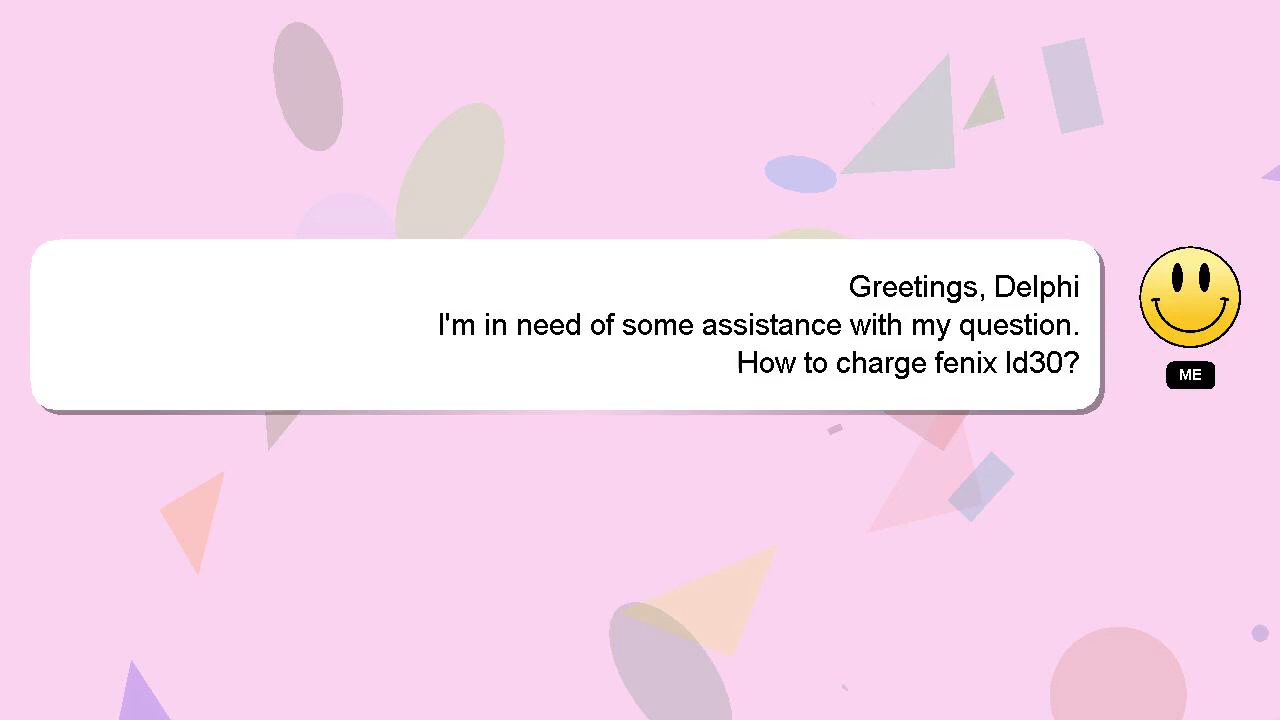 Greetings, Delphi
I'm in need of some assistance with my question.
How to charge fenix ld30?
ME